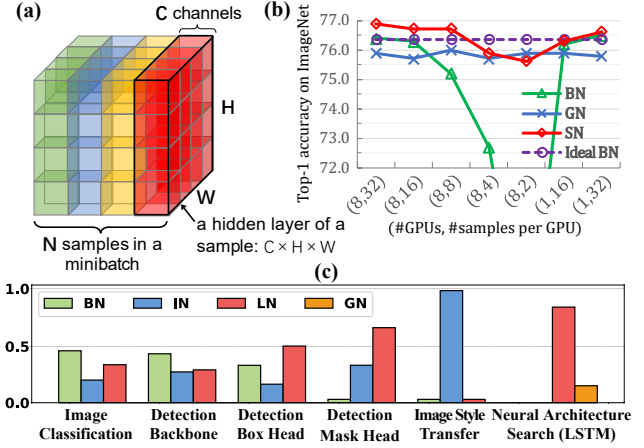 (a)
C channels
H
W
N samples in a
minibatch
a hidden layer of a
sample: C × H × W
(b)
Top-1 accuracy on ImageNet
77.0
76.0
75.0
74.0
73.0
72.0
BN
GN
SN
Ideal BN
(8,32)
(8,16)
(8,8)
(8,4)
(8,2)
(1,16)
(1,32)
(#GPUs, #samples per GPU)
(c)
1.0
0.5
0.0
BN IN LN GN
Image
Classification
Detection
Backbone
Detection
Box Head
Detection
Mask Head
Image Style
Transfer
Neural Architecture
Search (LSTM)